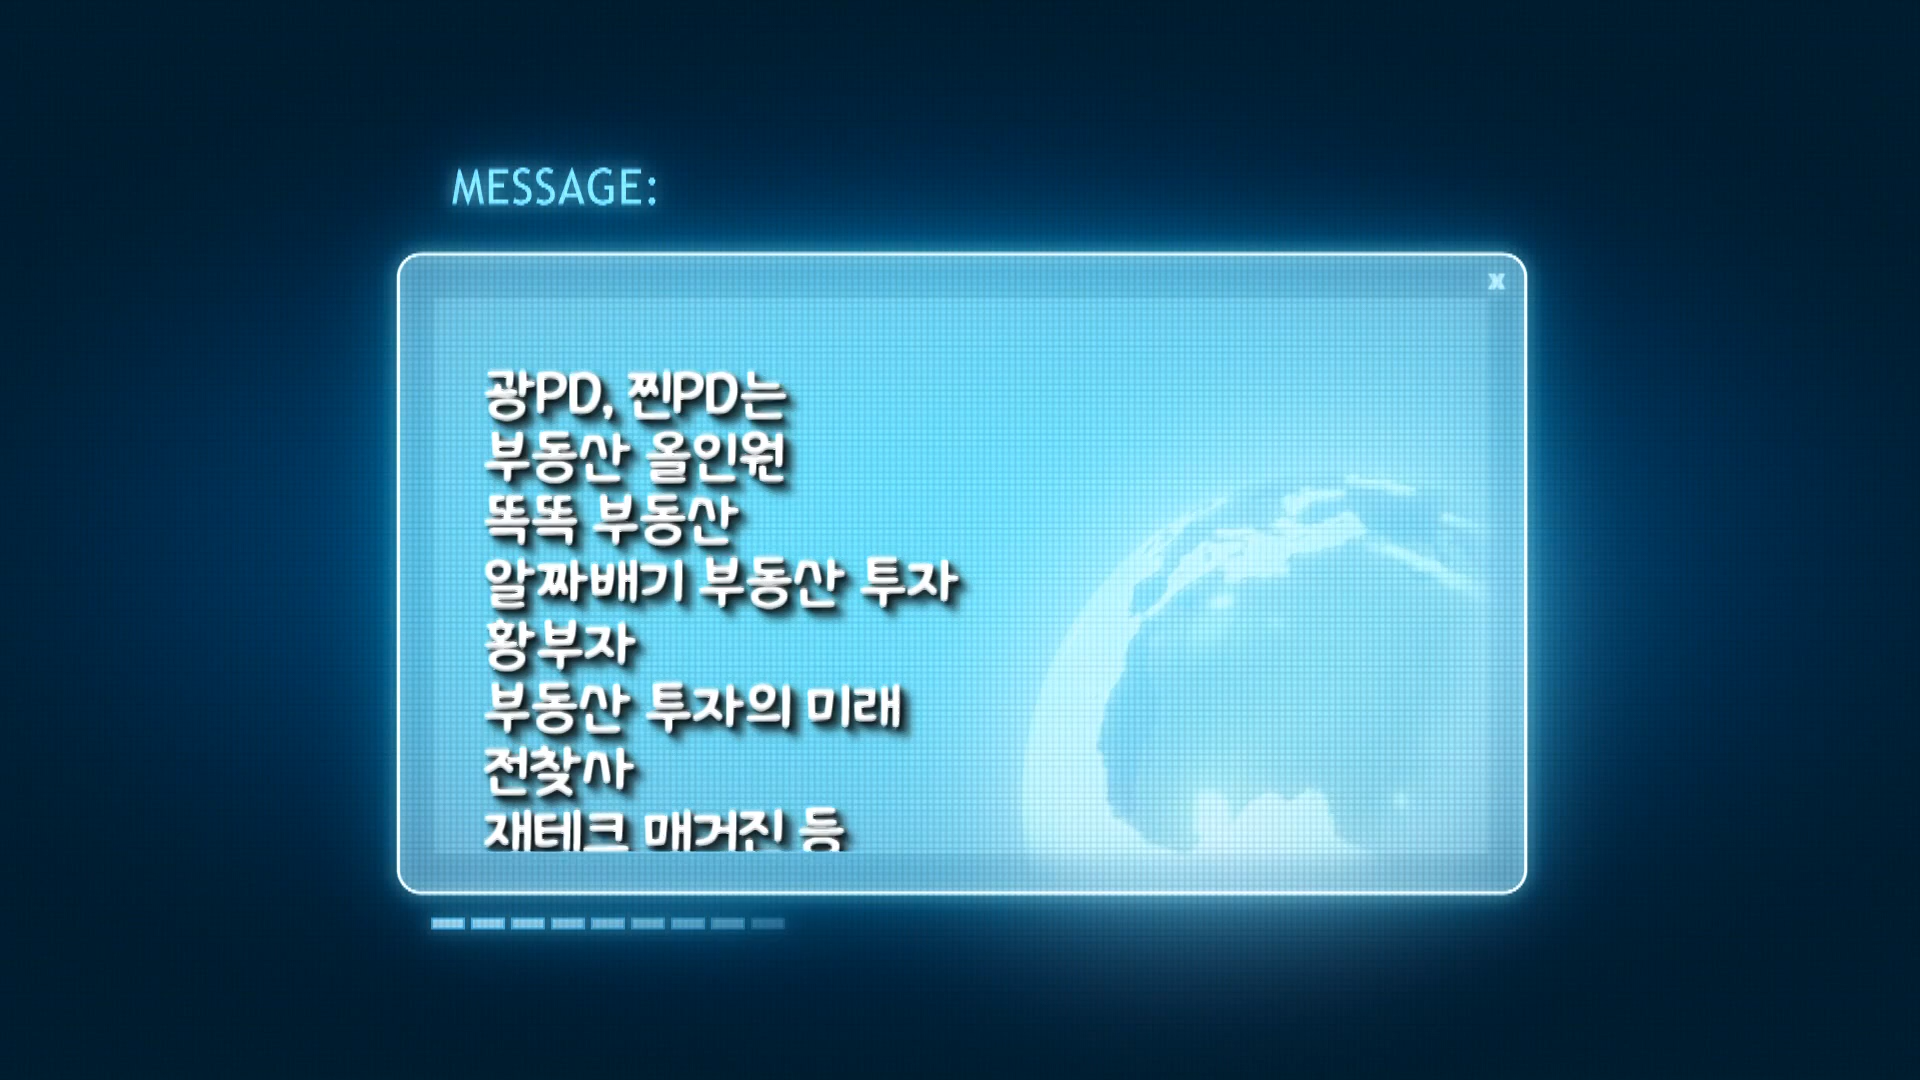 MESSAGE:
x
광PD, 찐PD는
부동산 올인원
똑똑 부동산
알짜배기 부동산 투자
황부자
부동산 투자의 미래
전찾사
재테크 매거진 등